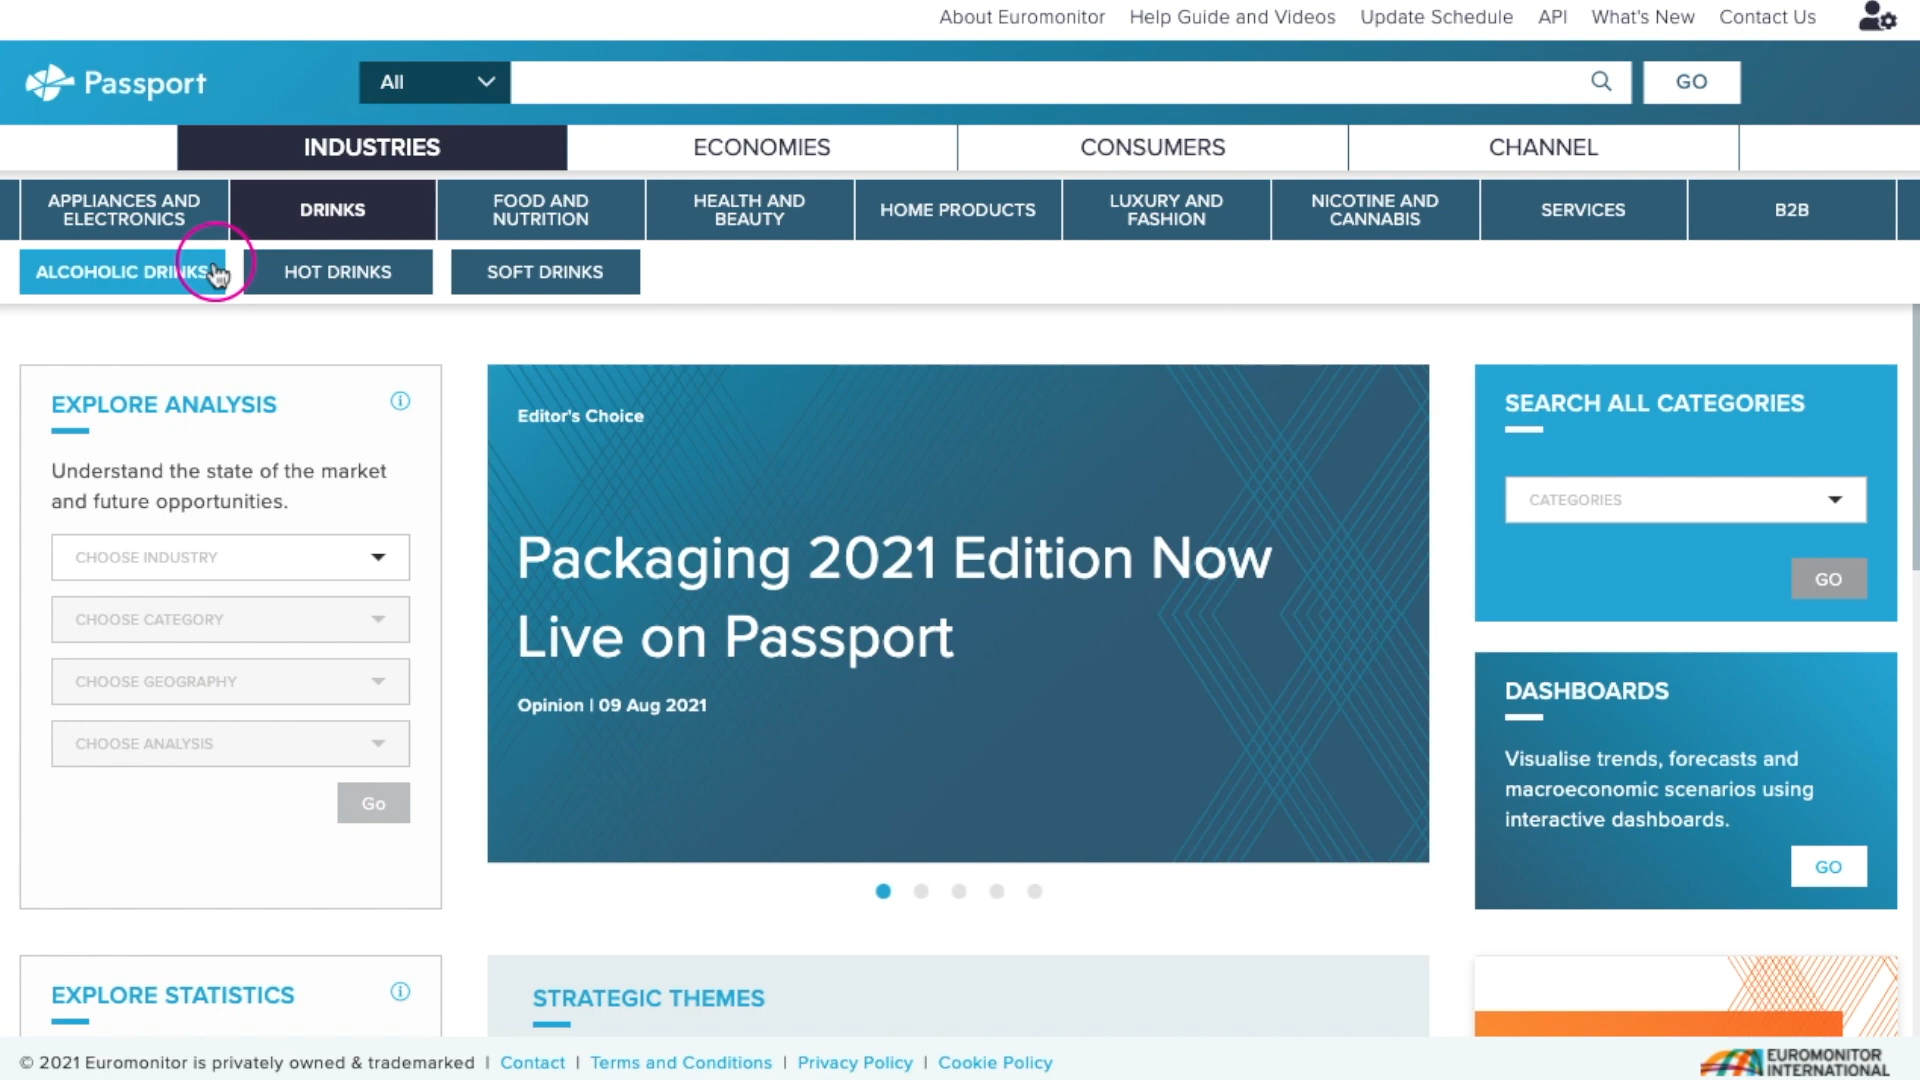 About Euromonitor Help Guide and Videos Update Schedule API What's New Contact Us
Passport
All
GO
INDUSTRIES
ECONOMIES
CONSUMERS
CHANNEL
APPLIANCES AND
ELECTRONICS
DRINKS
FOOD AND
NUTRITION
HEALTH AND
BEAUTY
HOME PRODUCTS
LUXURY AND
FASHION
NICOTINE AND
CANNABIS
SERVICES
B2B
ALCOHOLIC DRINKS
HOT DRINKS
SOFT DRINKS
EXPLORE ANALYSIS
Understand the state of the market
and future opportunities.
CHOOSE INDUSTRY
CHOOSE CATEGORY
CHOOSE GEOGRAPHY
CHOOSE ANALYSIS
Go
Editor's Choice
Packaging 2021 Edition Now
Live on Passport
Opinion | 09 Aug 2021
SEARCH ALL CATEGORIES
CATEGORIES
GO
DASHBOARDS
Visualise trends, forecasts and
macroeconomic scenarios using
interactive dashboards.
GO
EXPLORE STATISTICS
STRATEGIC THEMES
© 2021 Euromonitor is privately owned & trademarked | Contact | Terms and Conditions | Privacy Policy | Cookie Policy
EUROMONITOR
INTERNATIONAL